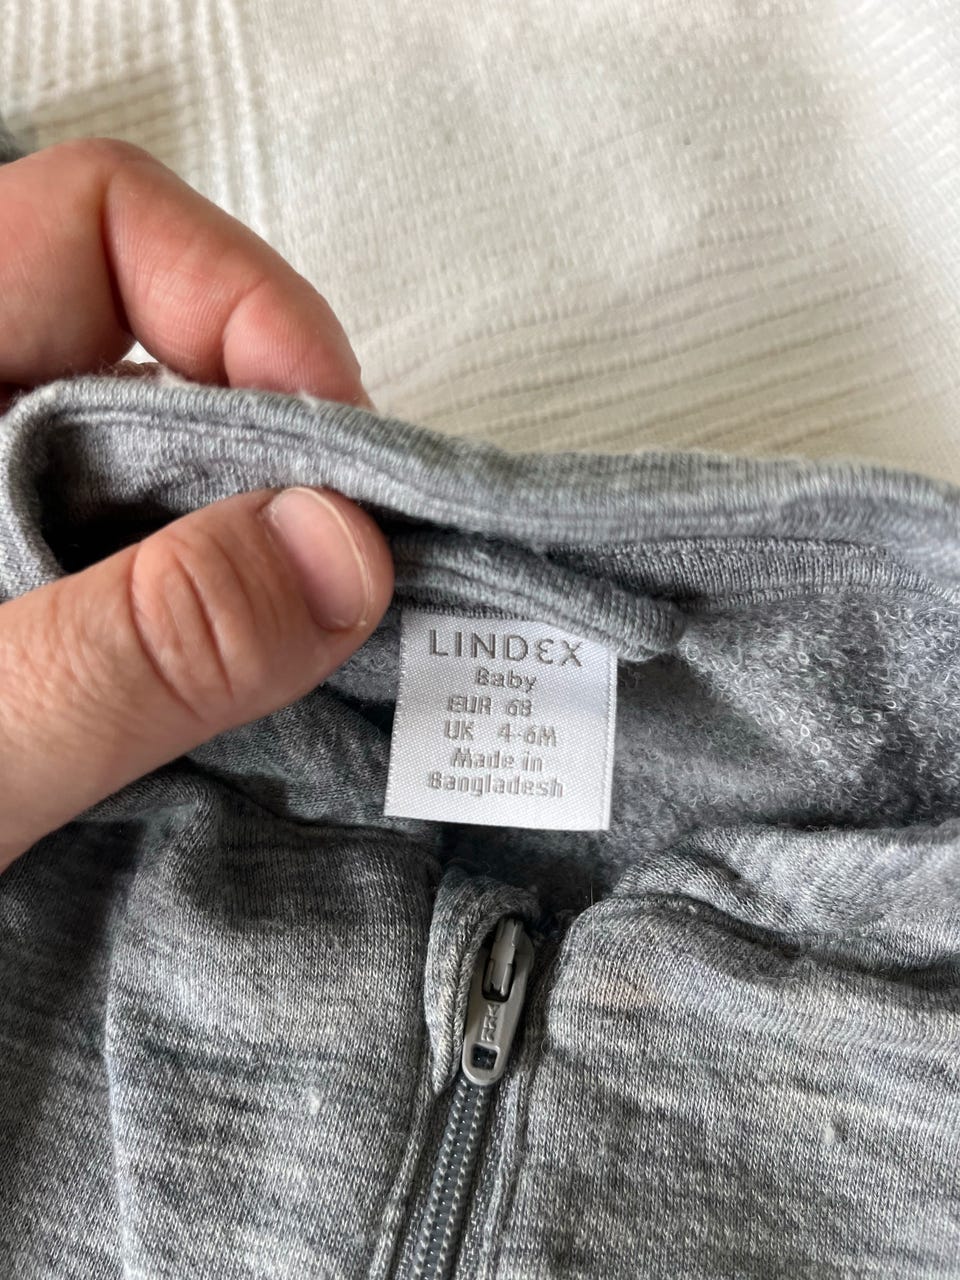 LINDEX
Baby
EUR 68
UK 4-6M
Made in
Bangladesh